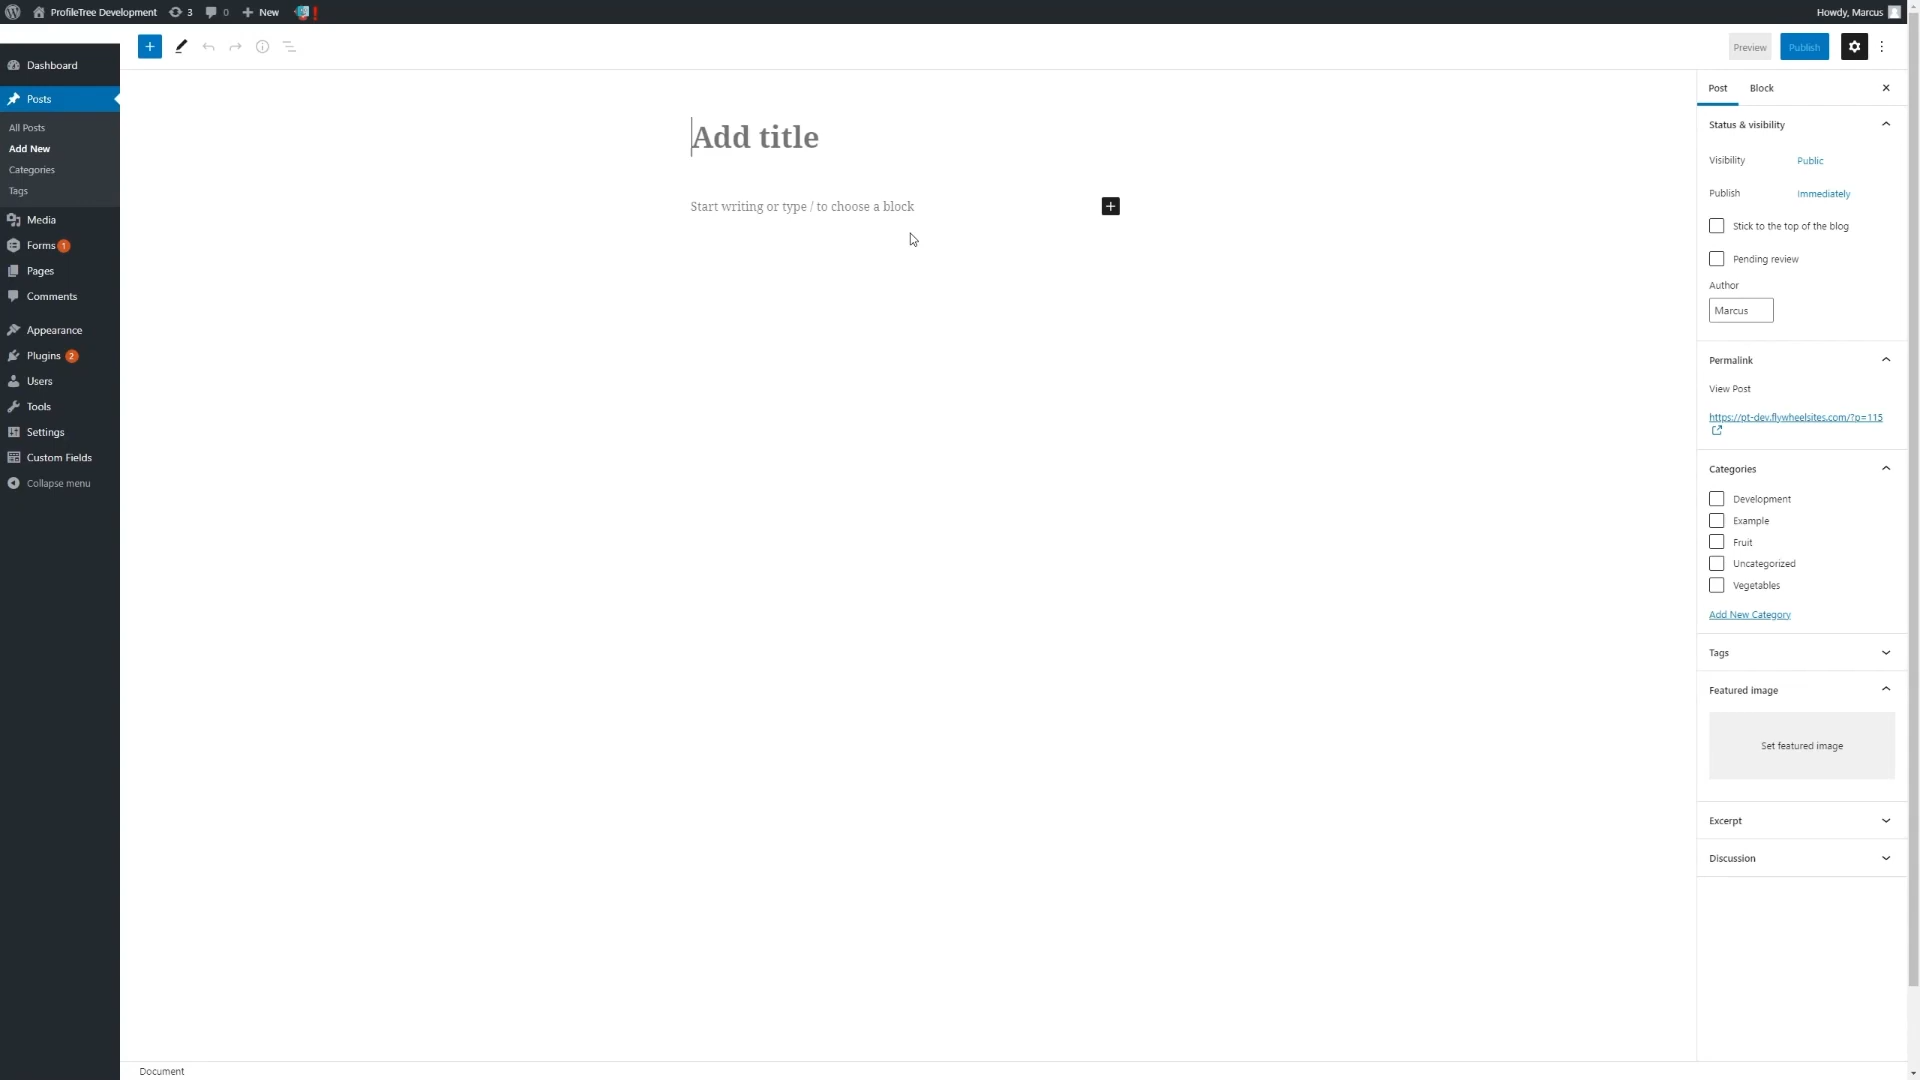 ProfileTree Development 3 0 New Howdy, Marcus
Preview Publish
Dashboard
Posts
All Posts
Add New
Categories
Tags
Media
Forms 1
Pages
Comments
Appearance
Plugins 2
Users
Tools
Settings
Custom Fields
Collapse menu
Add title
Start writing or type / to choose a block
Post Block
Status & visibility
Visibility Public
Publish Immediately
Stick to the top of the blog
Pending review
Author
Marcus
Permalink
View Post
https://pt-dev.flywheelsites.com/?p=115
Categories
Development
Example
Fruit
Uncategorized
Vegetables
Add New Category
Tags
Featured image
Set featured image
Excerpt
Discussion
Document